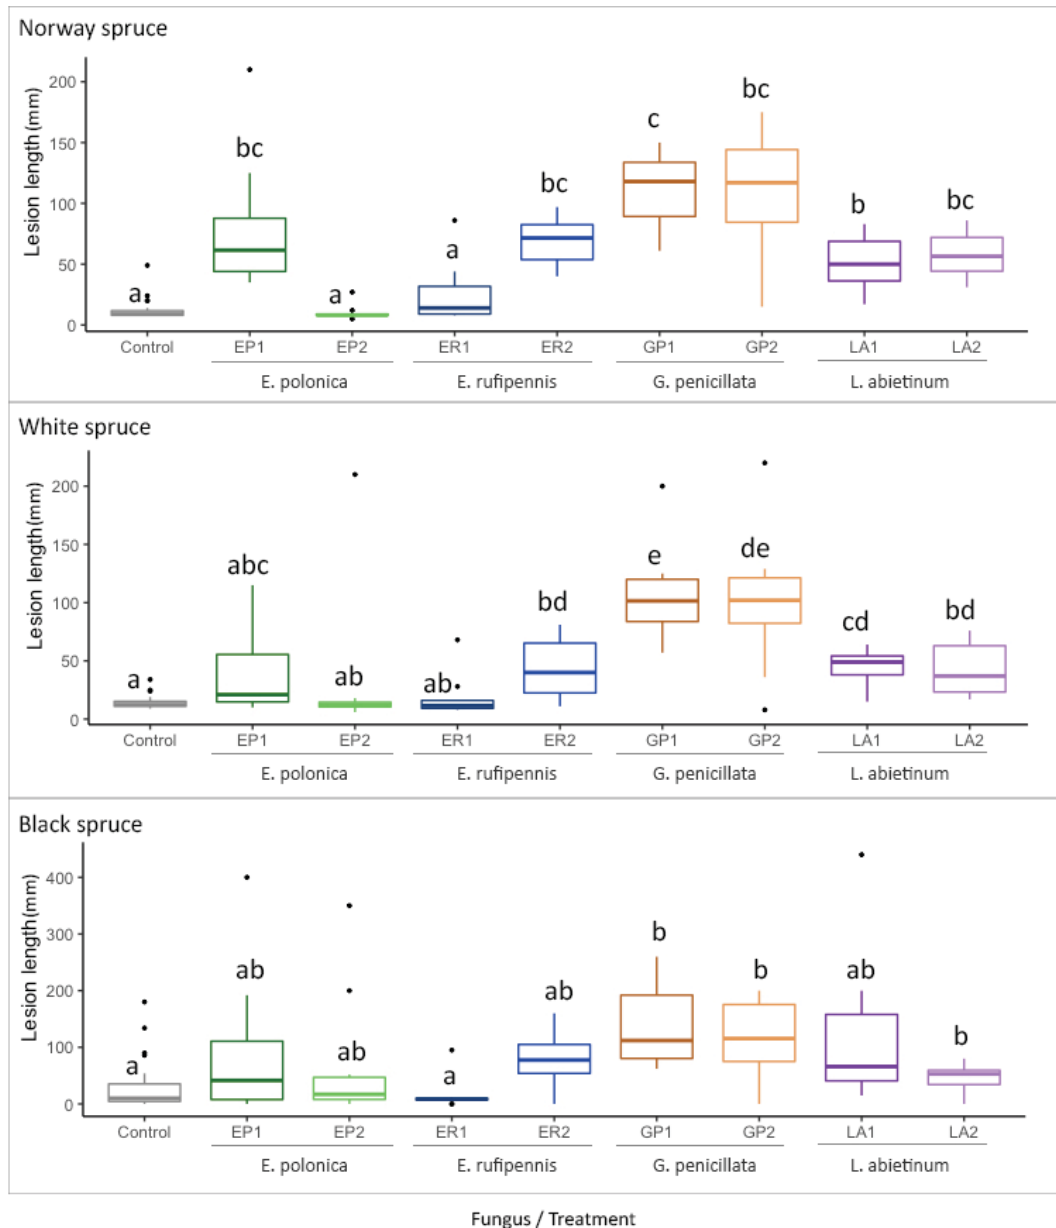 Norway spruce
Lesion length (mm)
200
150
100
50
0
a
bc
a
a
bc
c
bc
b
bc
Control EP1 EP2 ER1 ER2 GP1 GP2 LA1 LA2
E. polonica E. rufipennis G. penicillata L. abietinum
White spruce
Lesion length(mm)
200
150
100
50
0
a
abc
ab
ab
bd
e
de
cd
bd
Control EP1 EP2 ER1 ER2 GP1 GP2 LA1 LA2
E. polonica E. rufipennis G. penicillata L. abietinum
Black spruce
Lesion length(mm)
400
300
200
100
0
a
ab
ab
a
ab
b
b
ab
b
Control EP1 EP2 ER1 ER2 GP1 GP2 LA1 LA2
E. polonica E. rufipennis G. penicillata L. abietinum
Fungus / Treatment